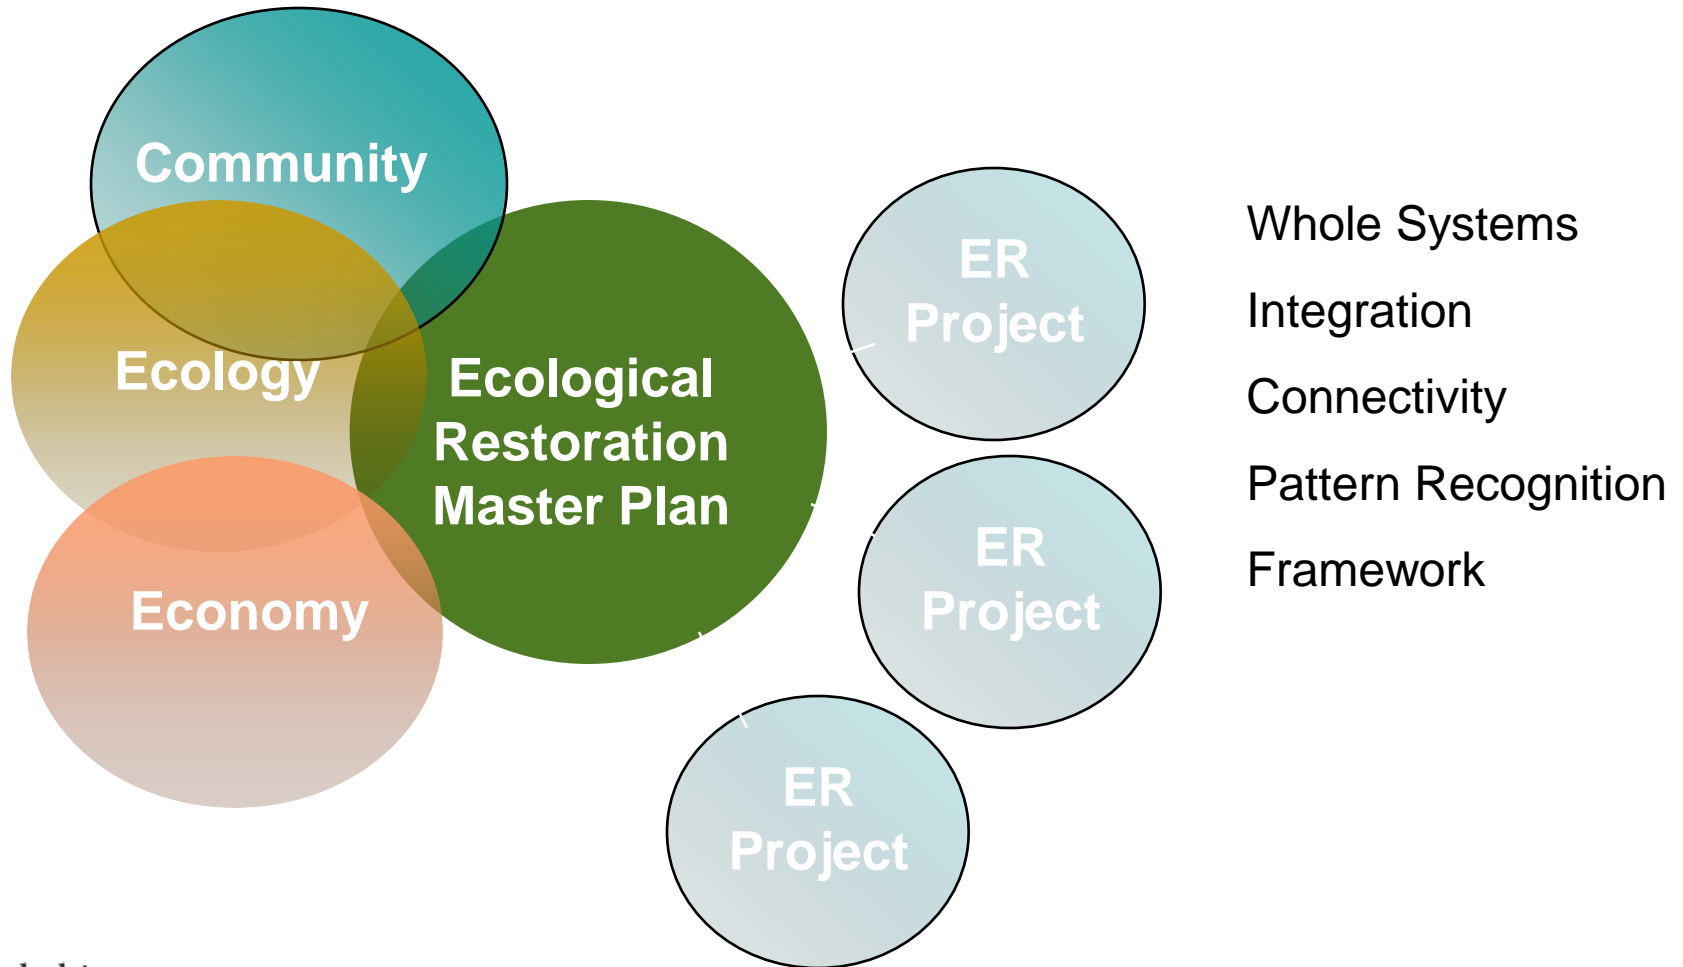 Community
Ecology
Economy
Ecological
Restoration
Master Plan
ER
Project
ER
Project
ER
Project
Whole Systems
Integration
Connectivity
Pattern Recognition
Framework